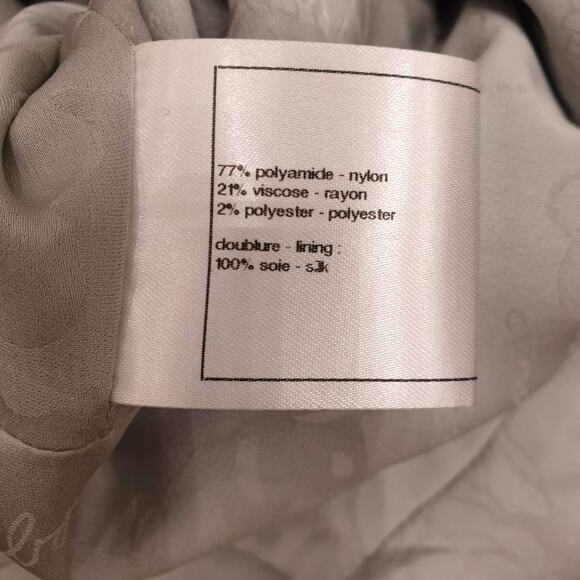 77% polyamide - nylon
21% viscose - rayon
2% polyester - polyester
doublure - lining :
100% soie - silk